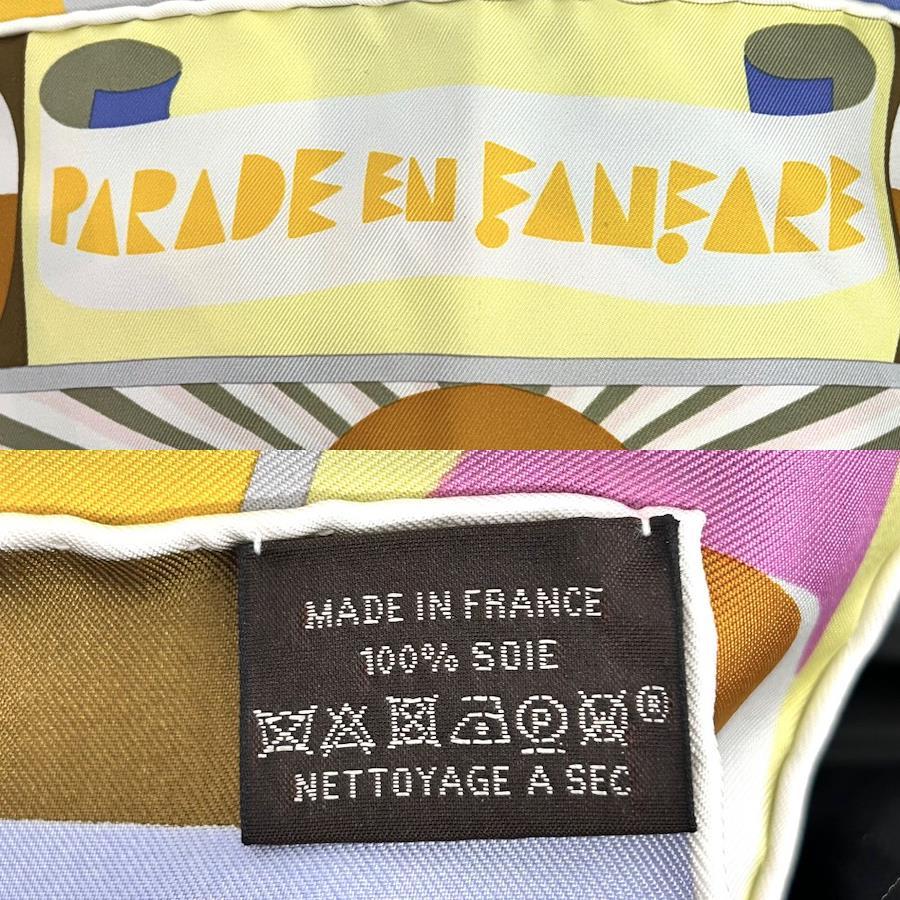 PARADE EN FANFARE
MADE IN FRANCE
100% SOIE
P W ®
NETTOYAGE A SEC